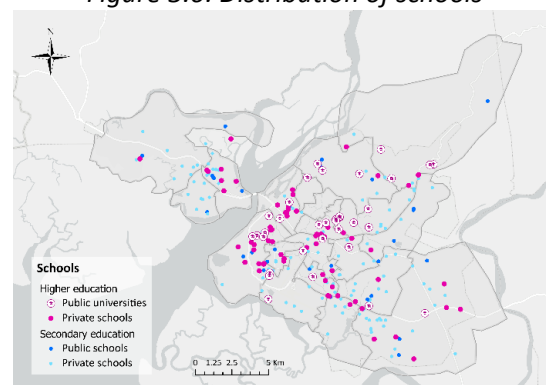 Figure 3.6: Distribution of schools
Schools
Higher education
Public universities
Private schools
Secondary education
Public schools
Private schools
0 1.25 2.5 5 Km